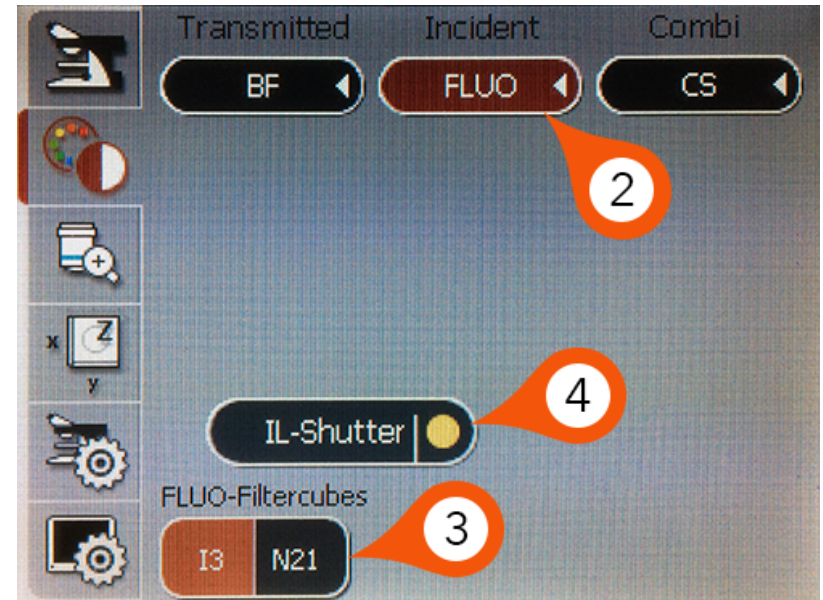 Transmitted Incident Combi
BF FLUO CS
2
x Z
y
4
IL-Shutter
FLUO-Filtercubes
3
I3 N21